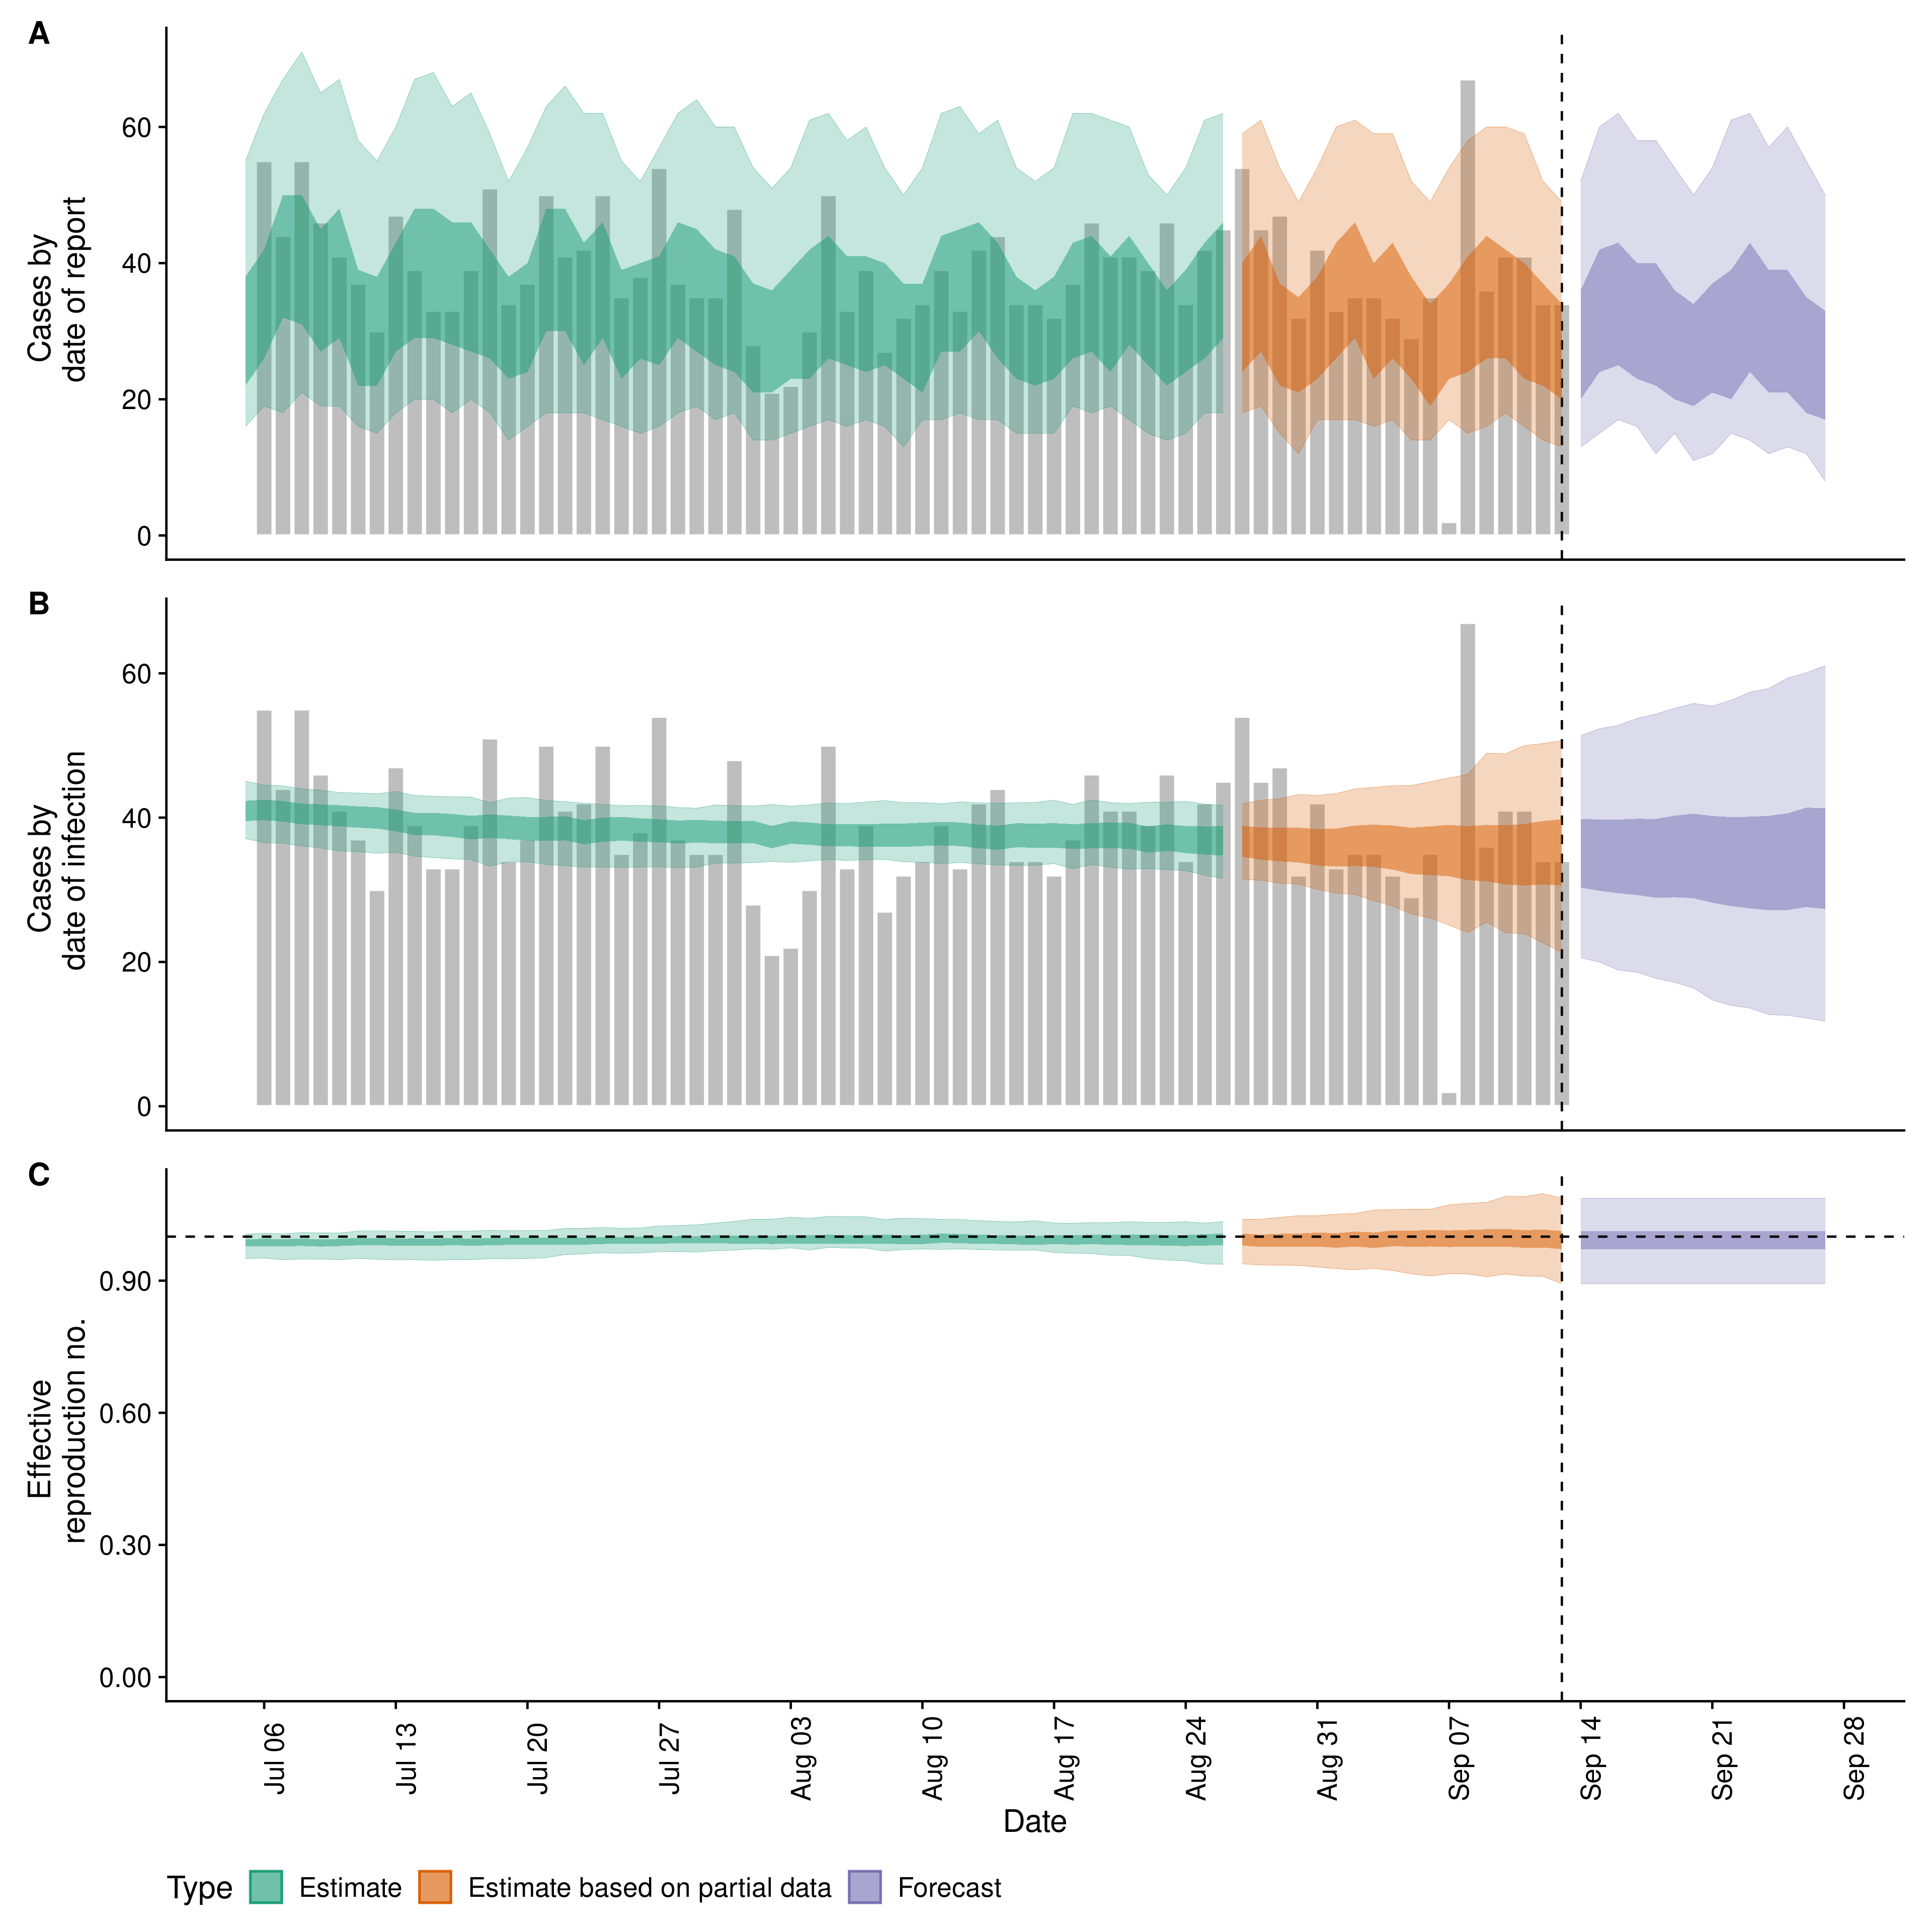 A
Cases by
date of report
60
40
20
0
B
Cases by
date of infection
60
40
20
0
C
Effective
reproduction no.
0.90
0.60
0.30
0.00
Jul 06
Jul 13
Jul 20
Jul 27
Aug 03
Aug 10
Aug 17
Aug 24
Aug 31
Sep 07
Sep 14
Sep 21
Sep 28
Date
Type Estimate Estimate based on partial data Forecast